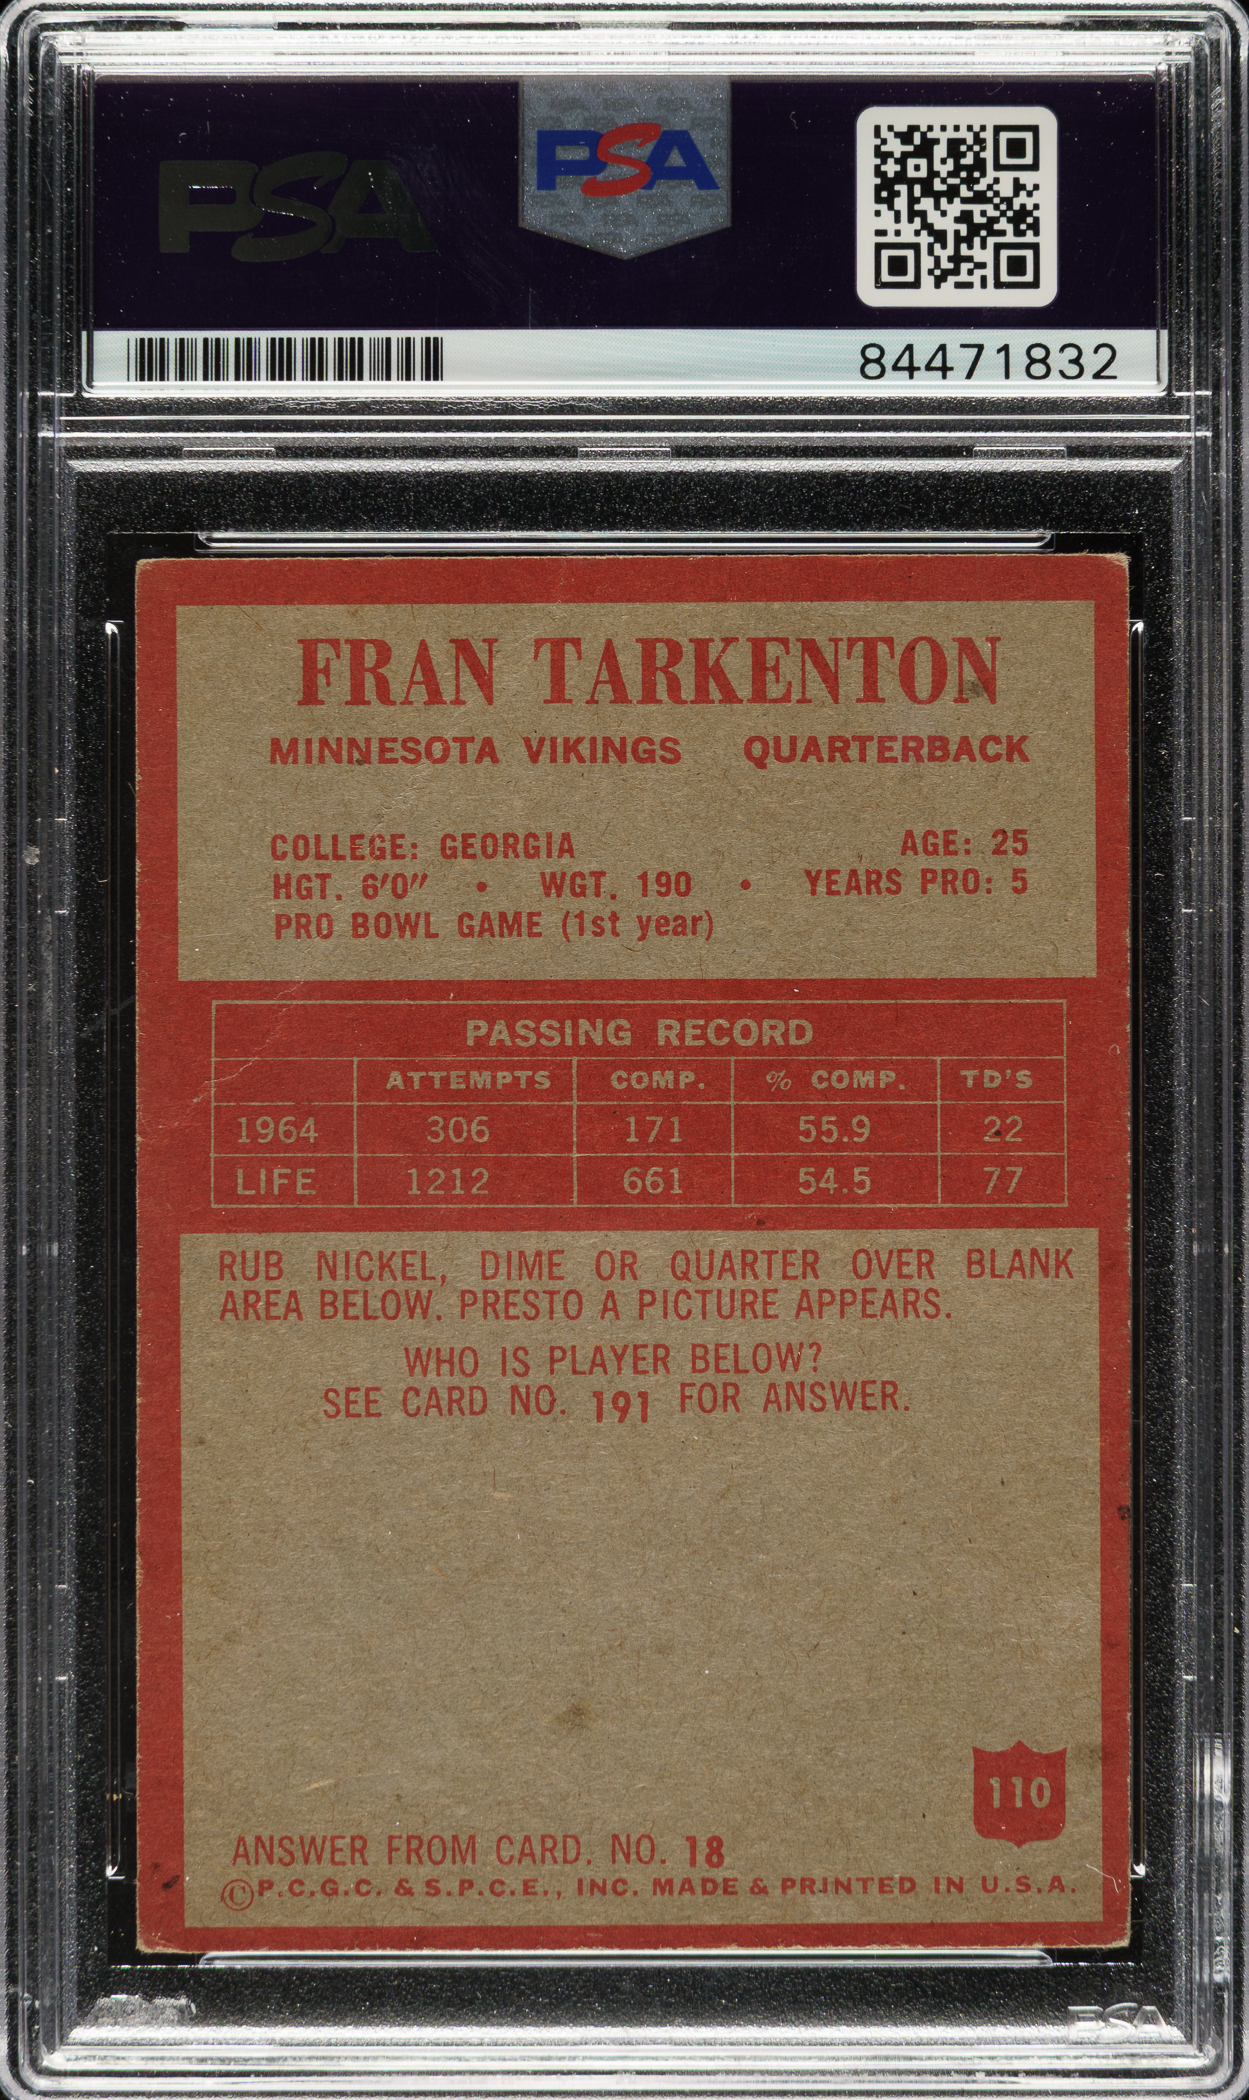 PSA
PSA
84471832
FRAN TARKENTON
MINNESOTA VIKINGS QUARTERBACK
COLLEGE: GEORGIA AGE: 25
HGT. 6'0" • WGT. 190 • YEARS PRO: 5
PRO BOWL GAME (1st year)
PASSING RECORD
ATTEMPTS COMP. % COMP. TD'S
1964 306 171 55.9 22
LIFE 1212 661 54.5 77
RUB NICKEL, DIME OR QUARTER OVER BLANK
AREA BELOW. PRESTO A PICTURE APPEARS.
WHO IS PLAYER BELOW?
SEE CARD NO. 191 FOR ANSWER.
110
ANSWER FROM CARD. NO. 18
©P.C.G.C. & S.P.C.E., INC. MADE & PRINTED IN U.S.A.
PSA